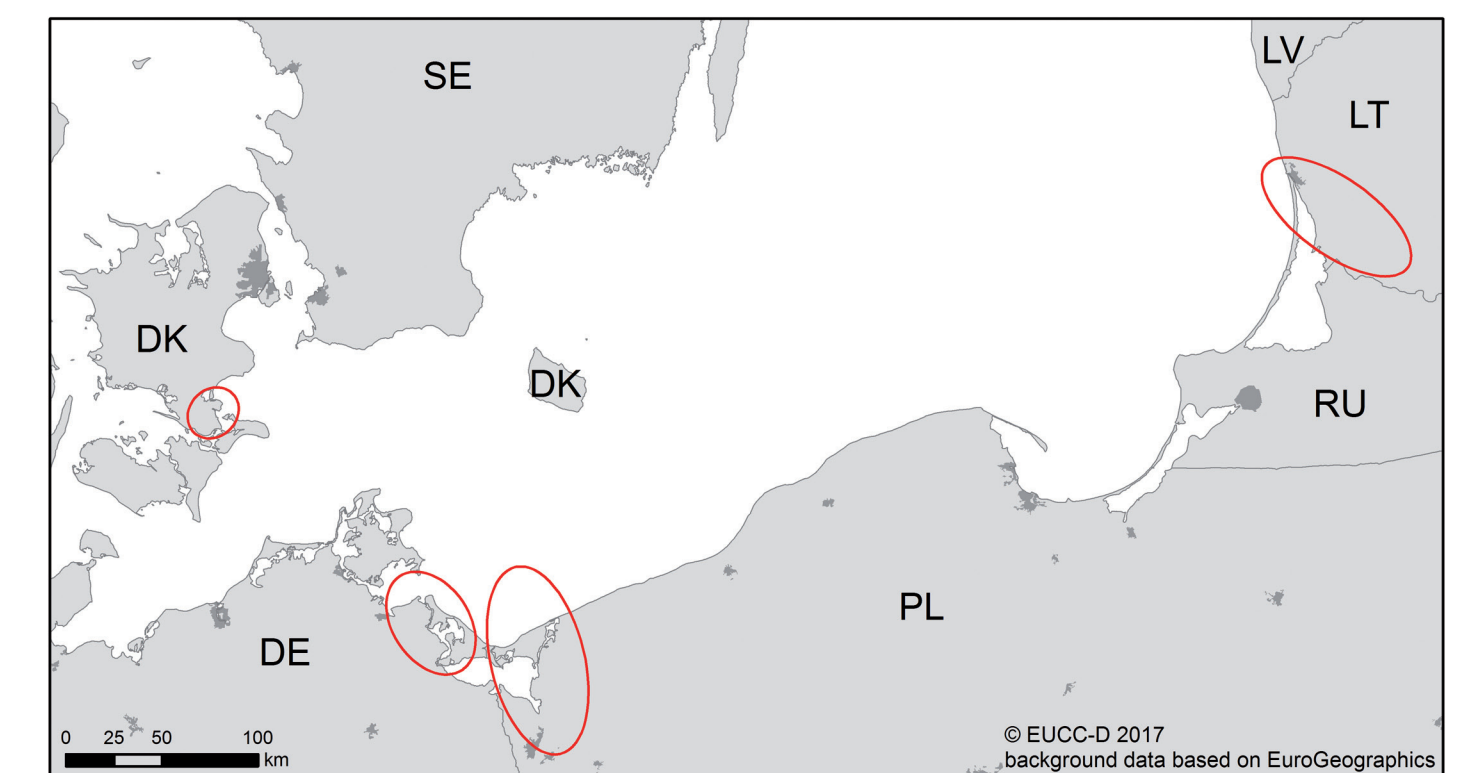 SE
LV
LT
DK
DK
RU
PL
DE
0 25 50 100
km
© EUCC-D 2017
background data based on EuroGeographics